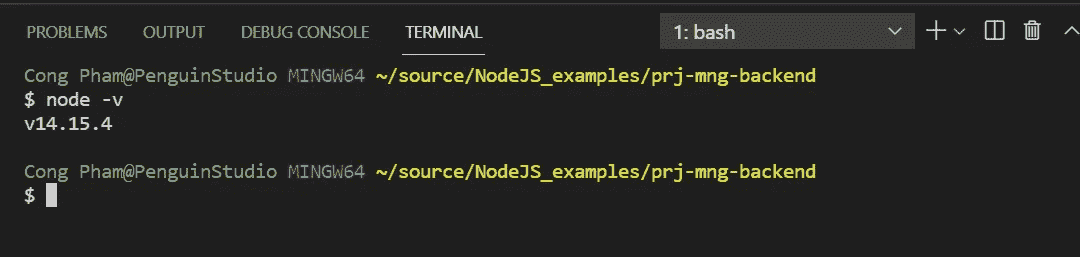 PROBLEMS OUTPUT DEBUG CONSOLE TERMINAL 1: bash
Cong Pham@PenguinStudio MINGW64 ~/source/NodeJS_examples/prj-mng-backend
$ node -v
v14.15.4
Cong Pham@PenguinStudio MINGW64 ~/source/NodeJS_examples/prj-mng-backend
$